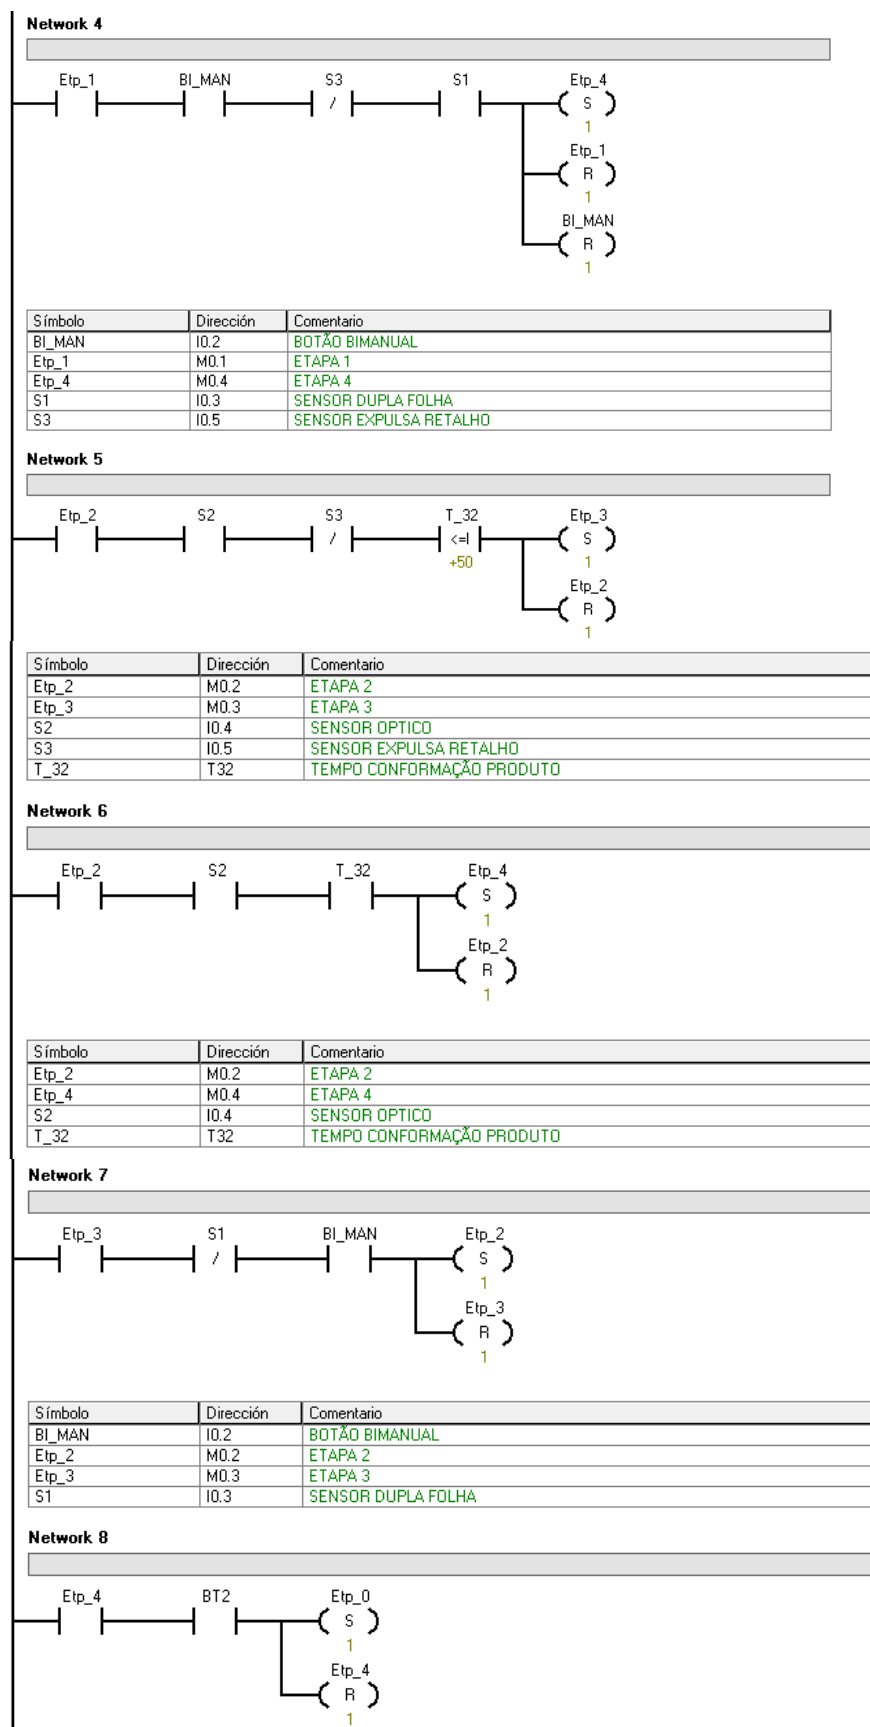 Network 4
Etp_1 BI_MAN S3 S1 Etp_4
/ S
1
Etp_1
R
1
BI_MAN
R
1
Símbolo Dirección Comentario
BI_MAN I0.2 BOTÃO BIMANUAL
Etp_1 M0.1 ETAPA 1
Etp_4 M0.4 ETAPA 4
S1 I0.3 SENSOR DUPLA FOLHA
S3 I0.5 SENSOR EXPULSA RETALHO
Network 5
Etp_2 S2 S3 T_32 Etp_3
/ <=I S
+50 1
Etp_2
R
1
Símbolo Dirección Comentario
Etp_2 M0.2 ETAPA 2
Etp_3 M0.3 ETAPA 3
S2 I0.4 SENSOR OPTICO
S3 I0.5 SENSOR EXPULSA RETALHO
T_32 T32 TEMPO CONFORMAÇÃO PRODUTO
Network 6
Etp_2 S2 T_32 Etp_4
S
1
Etp_2
R
1
Símbolo Dirección Comentario
Etp_2 M0.2 ETAPA 2
Etp_4 M0.4 ETAPA 4
S2 I0.4 SENSOR OPTICO
T_32 T32 TEMPO CONFORMAÇÃO PRODUTO
Network 7
Etp_3 S1 BI_MAN Etp_2
/ S
1
Etp_3
R
1
Símbolo Dirección Comentario
BI_MAN I0.2 BOTÃO BIMANUAL
Etp_2 M0.2 ETAPA 2
Etp_3 M0.3 ETAPA 3
S1 I0.3 SENSOR DUPLA FOLHA
Network 8
Etp_4 BT2 Etp_0
S
1
Etp_4
R
1